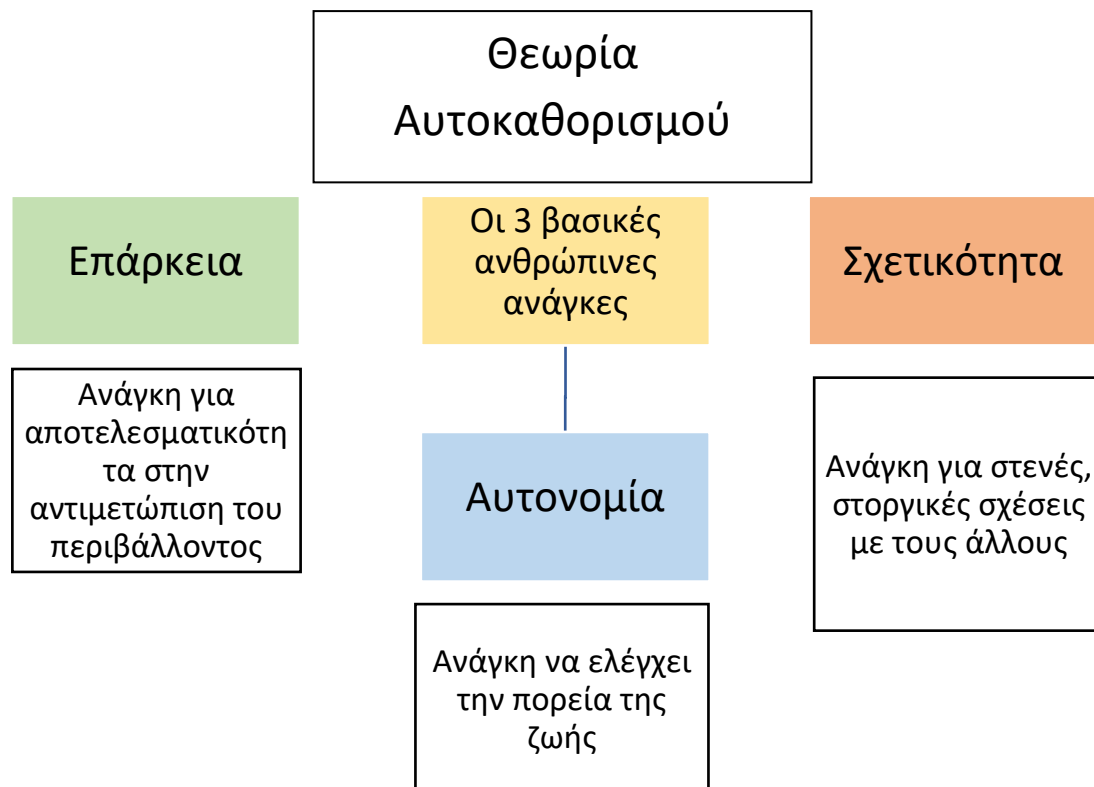 Θεωρία
Αυτοκαθορισμού
Επάρκεια
Οι 3 βασικές
ανθρώπινες
ανάγκες
Σχετικότητα
Ανάγκη για
αποτελεσματικότη
τα στην
αντιμετώπιση του
περιβάλλοντος
Αυτονομία
Ανάγκη για στενές,
στοργικές σχέσεις
με τους άλλους
Ανάγκη να ελέγχει
την πορεία της
ζωής